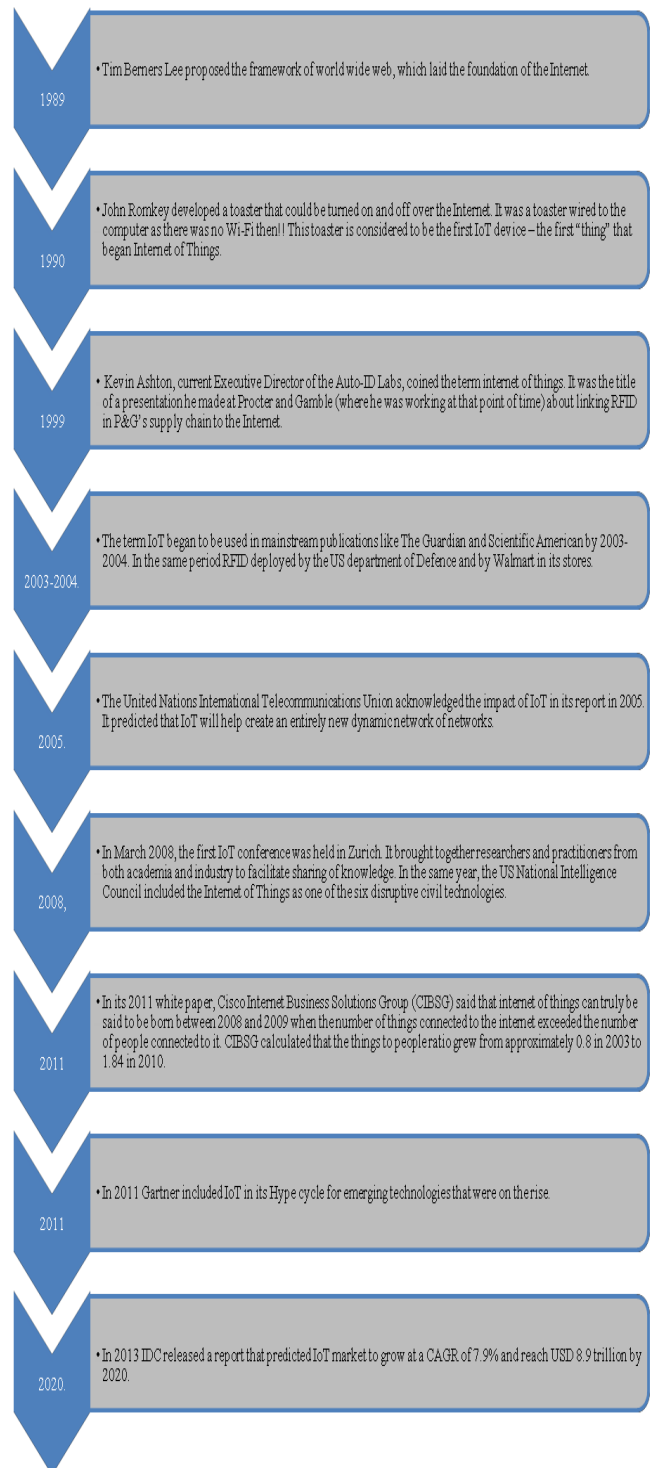 1989
• Tim Berners Lee proposed the framework of world wide web, which laid the foundation of the Internet.
1990
• John Romkey developed a toaster that could be turned on and off over the Internet. It was a toaster wired to the
computer as there was no Wi-Fi then!! This toaster is considered to be the first IoT device – the first “thing” that
began Internet of Things.
1999
• Kevin Ashton, current Executive Director of the Auto-ID Labs, coined the term internet of things. It was the title
of a presentation he made at Procter and Gamble (where he was working at that point of time) about linking RFID
in P&G’s supply chain to the Internet.
2003-2004.
• The term IoT began to be used in mainstream publications like The Guardian and Scientific American by 2003-
2004. In the same period RFID deployed by the US department of Defence and by Walmart in its stores.
2005.
• The United Nations International Telecommunications Union acknowledged the impact of IoT in its report in 2005.
It predicted that IoT will help create an entirely new dynamic network of networks.
2008,
• In March 2008, the first IoT conference was held in Zurich. It brought together researchers and practitioners from
both academia and industry to facilitate sharing of knowledge. In the same year, the US National Intelligence
Council included the Internet of Things as one of the six disruptive civil technologies.
2011
• In its 2011 white paper, Cisco Internet Business Solutions Group (CIBSG) said that internet of things can truly be
said to be born between 2008 and 2009 when the number of things connected to the internet exceeded the number
of people connected to it. CIBSG calculated that the things to people ratio grew from approximately 0.8 in 2003 to
1.84 in 2010.
2011
• In 2011 Gartner included IoT in its Hype cycle for emerging technologies that were on the rise.
2020.
• In 2013 IDC released a report that predicted IoT market to grow at a CAGR of 7.9% and reach USD 8.9 trillion by
2020.